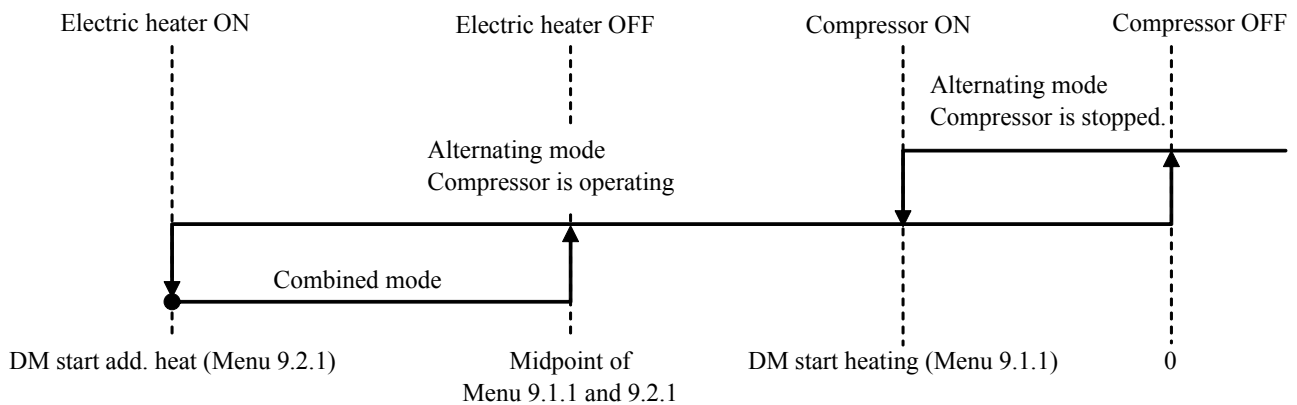 Electric heater ON
Electric heater OFF
Compressor ON
Compressor OFF
Alternating mode
Compressor is stopped.
Alternating mode
Compressor is operating
Combined mode
DM start add. heat (Menu 9.2.1)
Midpoint of
Menu 9.1.1 and 9.2.1
DM start heating (Menu 9.1.1)
0